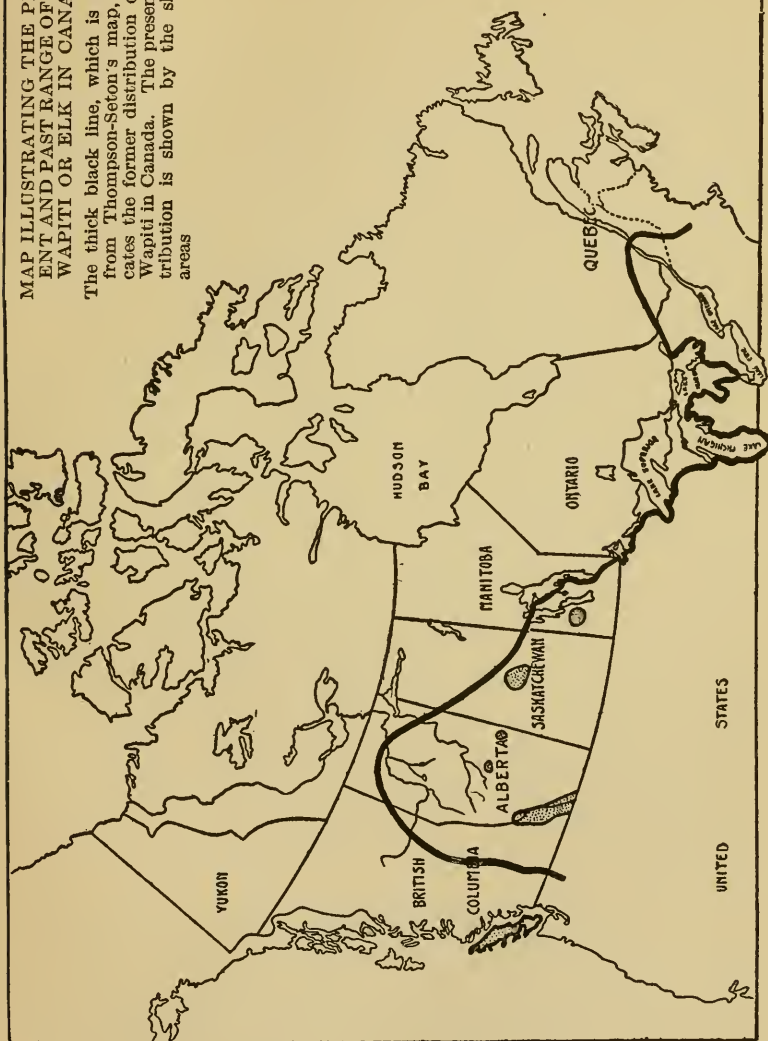 MAP ILLUSTRATING THE P
ENT AND PAST RANGE OF
WAPITI OR ELK IN CANA
The thick black line, which is
from Thompson-Seton's map,
cates the former distribution
Wapiti in Canada. The presen
tribution is shown by the s
areas
YUKON
BRITISH
COLUMBIA
ALBERTA
SASKATCHEWAN
MANITOBA
HUDSON
BAY
ONTARIO
QUEBEC
LAKE SUPERIOR
LAKE MICHIGAN
UNITED
STATES